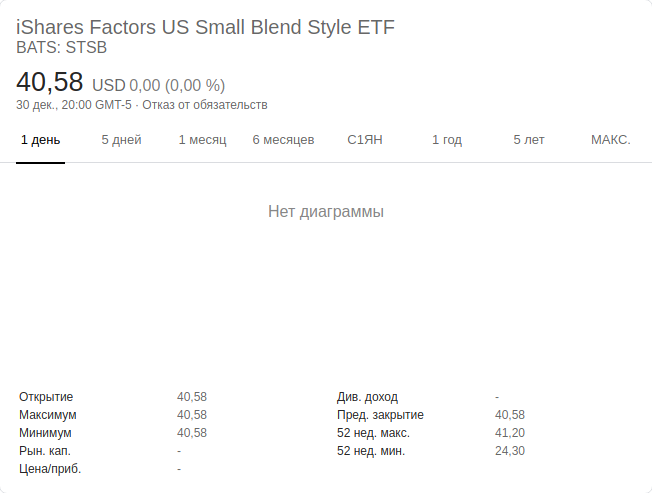 iShares Factors US Small Blend Style ETF
BATS: STSB
40,58 USD 0,00 (0,00 %)
30 дек., 20:00 GMT-5 · Отказ от обязательств
1 день 5 дней 1 месяц 6 месяцев С1ЯН 1 год 5 лет МАКС.
Нет диаграммы
Открытие 40,58 Див. доход -
Максимум 40,58 Пред. закрытие 40,58
Минимум 40,58 52 нед. макс. 41,20
Рын. кап. - 52 нед. мин. 24,30
Цена/приб. -